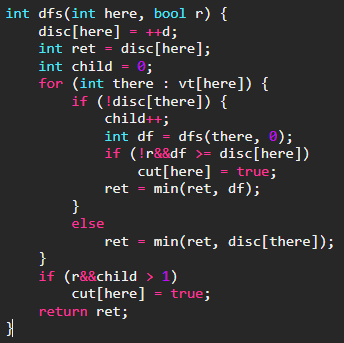 int dfs(int here, bool r) {
    disc[here] = ++d;
    int ret = disc[here];
    int child = 0;
    for (int there : vt[here]) {
        if (!disc[there]) {
            child++;
            int df = dfs(there, 0);
            if (!r&&df >= disc[here])
                cut[here] = true;
            ret = min(ret, df);
        }
        else
            ret = min(ret, disc[there]);
    }
    if (r&&child > 1)
        cut[here] = true;
    return ret;
}